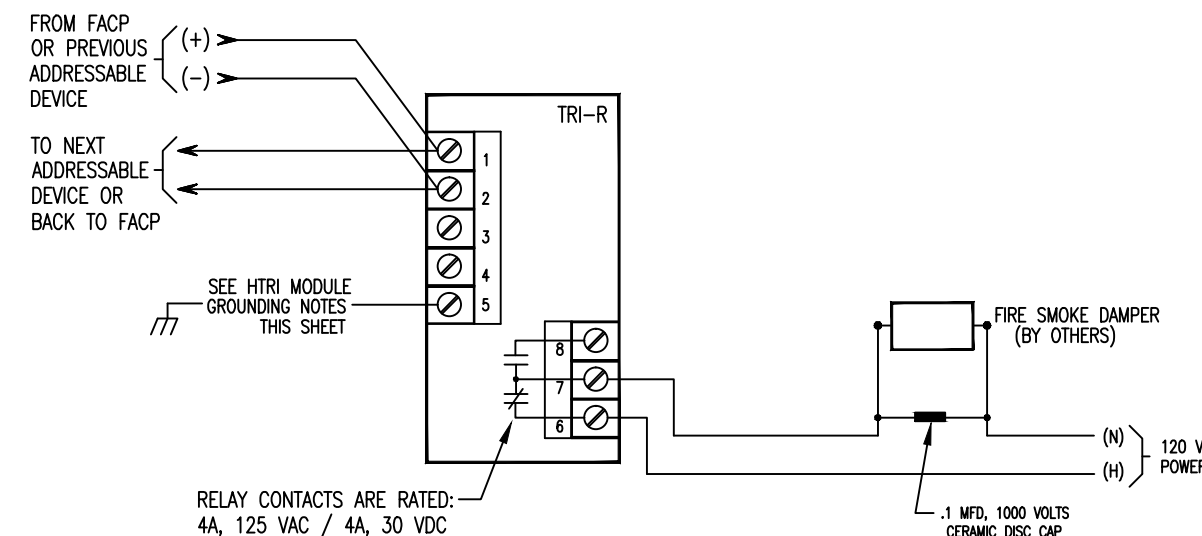 FROM FACP
OR PREVIOUS
ADDRESSABLE
DEVICE
(+)
(-)
TO NEXT
ADDRESSABLE
DEVICE OR
BACK TO FACP
TRI-R
1
2
3
4
5
SEE HTRI MODULE
GROUNDING NOTES
THIS SHEET
8
7
6
FIRE SMOKE DAMPER
(BY OTHERS)
(N)
(H)
120 V
POWER
RELAY CONTACTS ARE RATED:
4A, 125 VAC / 4A, 30 VDC
.1 MFD, 1000 VOLTS
CERAMIC DISC CAP